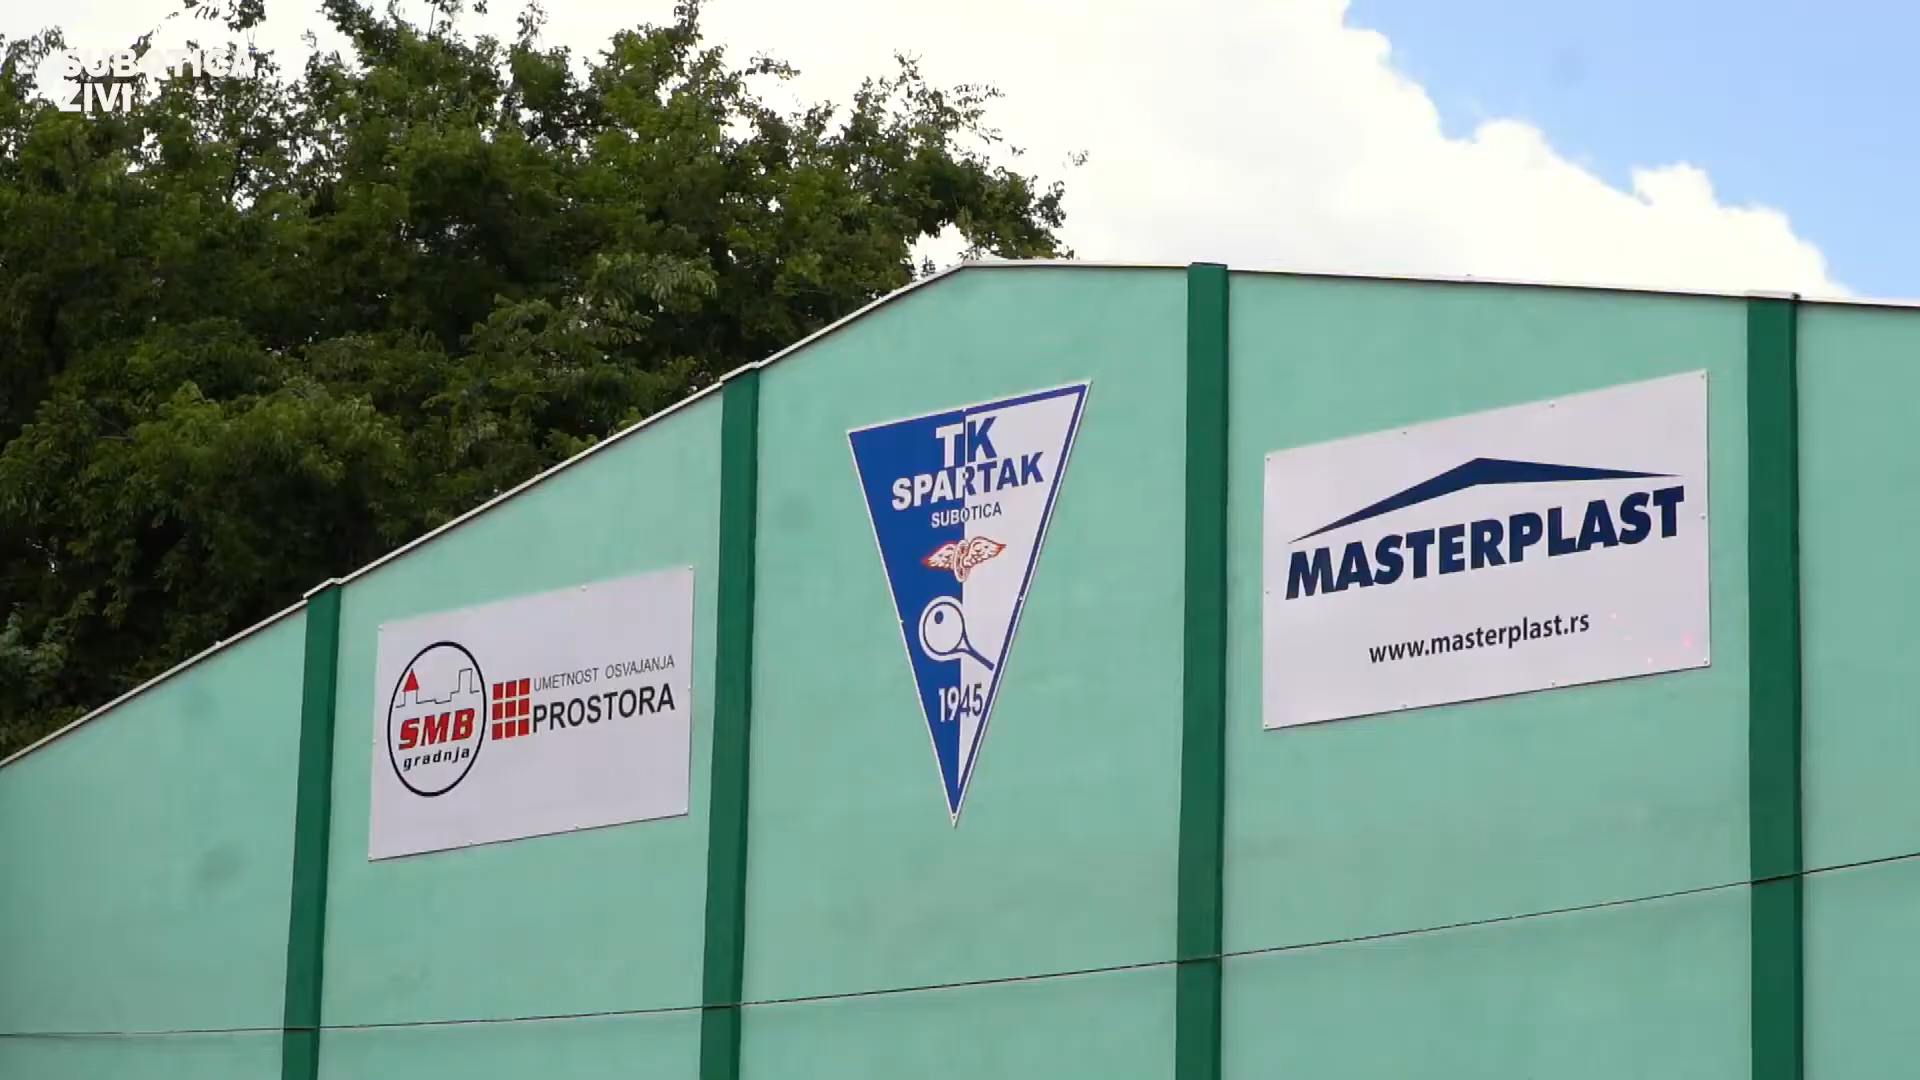 SUBOTICA
ŽIVI
TK
SPARTAK
SUBOTICA
1945
SMB
gradnja
UMETNOST OSVAJANJA
PROSTORA
MASTERPLAST
www.masterplast.rs